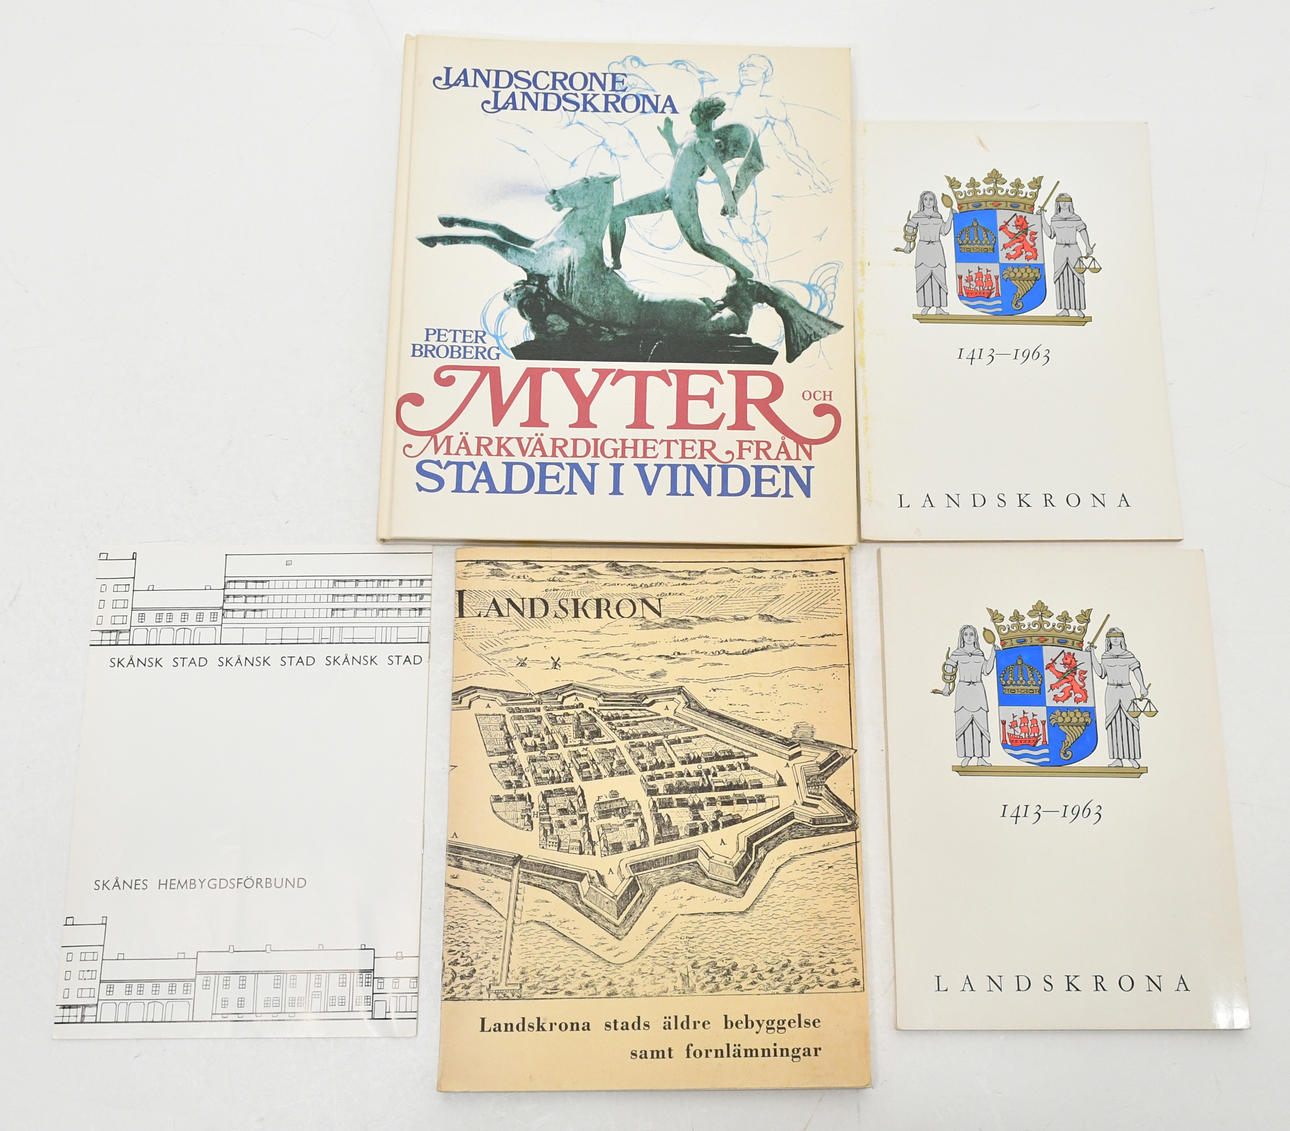 LANDSCRONE
LANDSKRONA
PETER
BROBERG
MYTER OCH
MÄRKVÄRDIGHETER FRÅN
STADEN I VINDEN
1413—1963
LANDSKRONA
SKÅNSK STAD SKÅNSK STAD SKÅNSK STAD
SKÅNES HEMBYGDSFÖRBUND
LANDSKRON
A
A
A
A
A
H
A
Landskrona stads äldre bebyggelse
samt fornlämningar
1413—1963
LANDSKRONA